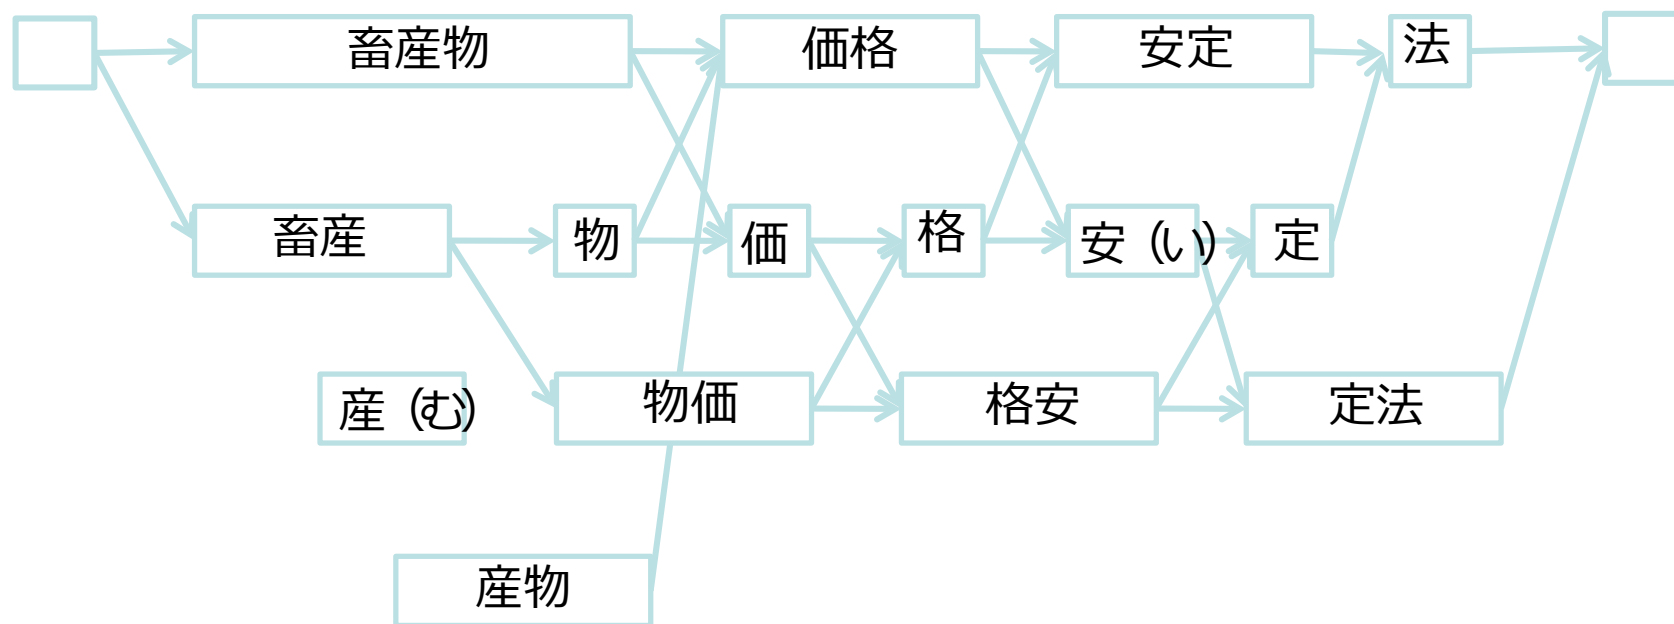 畜産物 価格 安定 法
畜産 物 価 格 安（い） 定
産（む） 物価 格安 定法
産物